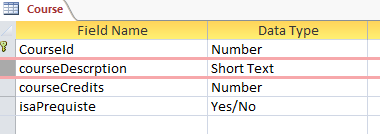 Course
Field Name Data Type
CourseId Number
courseDescrption Short Text
courseCredits Number
isaPrequiste Yes/No